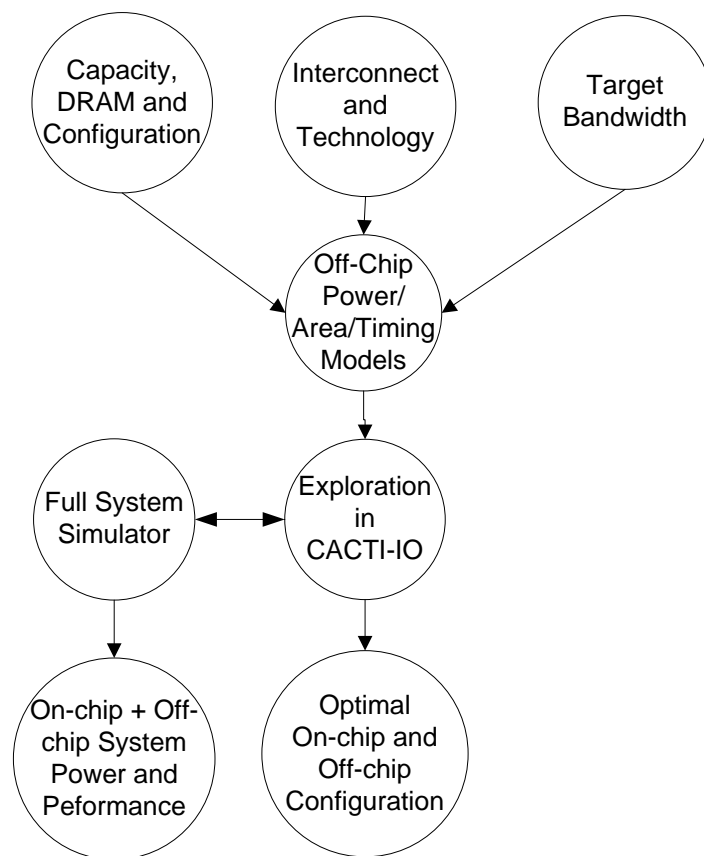 Capacity,
DRAM and
Configuration
Interconnect
and
Technology
Target
Bandwidth
Off-Chip
Power/
Area/Timing
Models
Full System
Simulator
Exploration
in
CACTI-IO
On-chip + Off-
chip System
Power and
Peformance
Optimal
On-chip and
Off-chip
Configuration